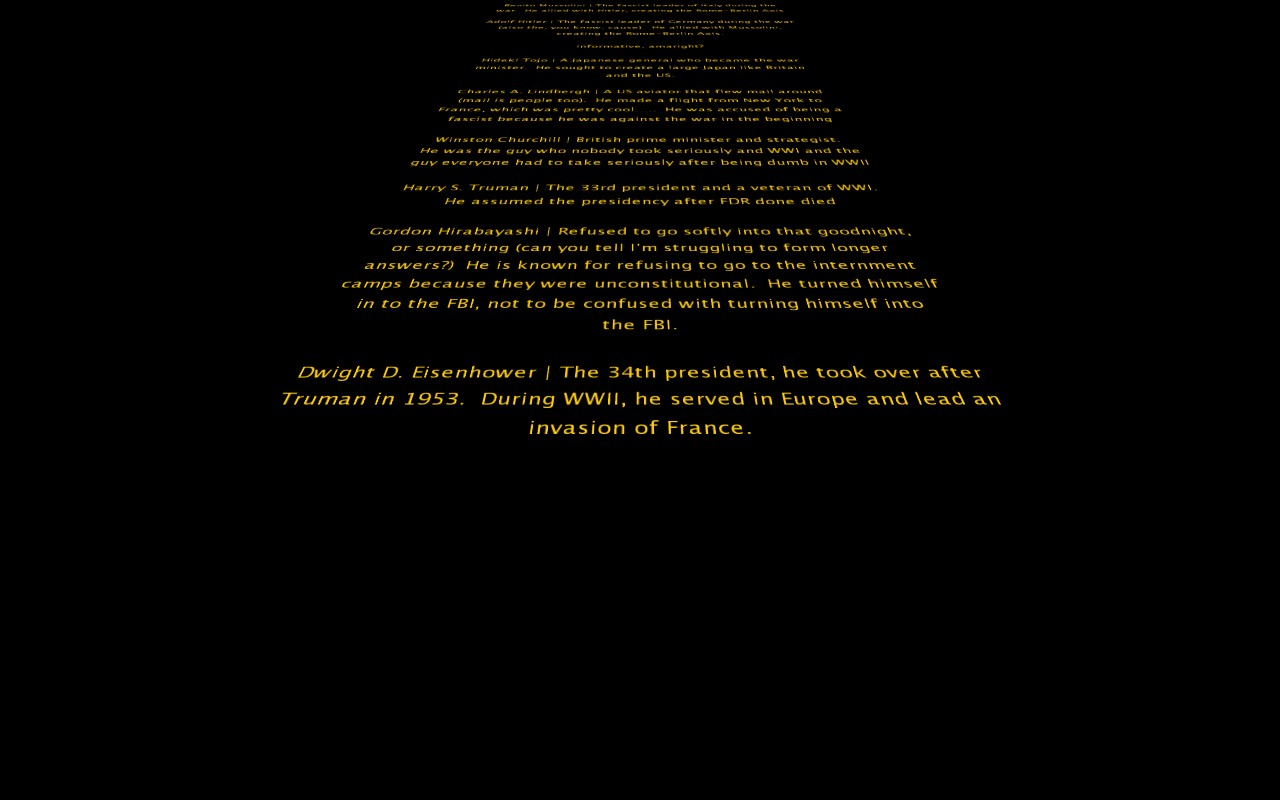 Benito Mussolini | The fascist leader of Italy during the
war. He allied with Hitler, creating the Rome-Berlin Axis.
Adolf Hitler | The fascist leader of Germany during the war
(also the, you know, cause). He allied with Mussolini,
creating the Rome-Berlin Axis.
informative, amaright?
Hideki Tojo | A Japanese general who became the war
minister. He sought to create a large Japan like Britain
and the US.
Charles A. Lindbergh | A US aviator that flew mail around
(mail is people too). He made a flight from New York to
France, which was pretty cool..... He was accused of being a
fascist because he was against the war in the beginning
Winston Churchill | British prime minister and strategist.
He was the guy who nobody took seriously and WWI and the
guy everyone had to take seriously after being dumb in WWII
Harry S. Truman | The 33rd president and a veteran of WWI.
He assumed the presidency after FDR done died
Gordon Hirabayashi | Refused to go softly into that goodnight,
or something (can you tell I'm struggling to form longer
answers?) He is known for refusing to go to the internment
camps because they were unconstitutional. He turned himself
in to the FBI, not to be confused with turning himself into
the FBI.
Dwight D. Eisenhower | The 34th president, he took over after
Truman in 1953. During WWII, he served in Europe and lead an
invasion of France.